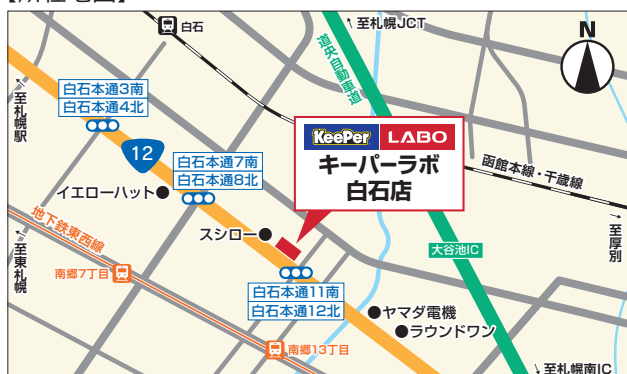 白石
↑至札幌JCT
N
道央自動車道
白石本通3南
白石本通4北
↑至札幌駅
12
白石本通7南
白石本通8北
KeePer LABO
キーパーラボ
白石店
函館本線・千歳線
イエローハット
地下鉄東西線
スシロー
↓至厚別
↑至東札幌
大谷池IC
南郷7丁目
白石本通11南
白石本通12北
ヤマダ電機
ラウンドワン
南郷13丁目
↓至札幌南IC